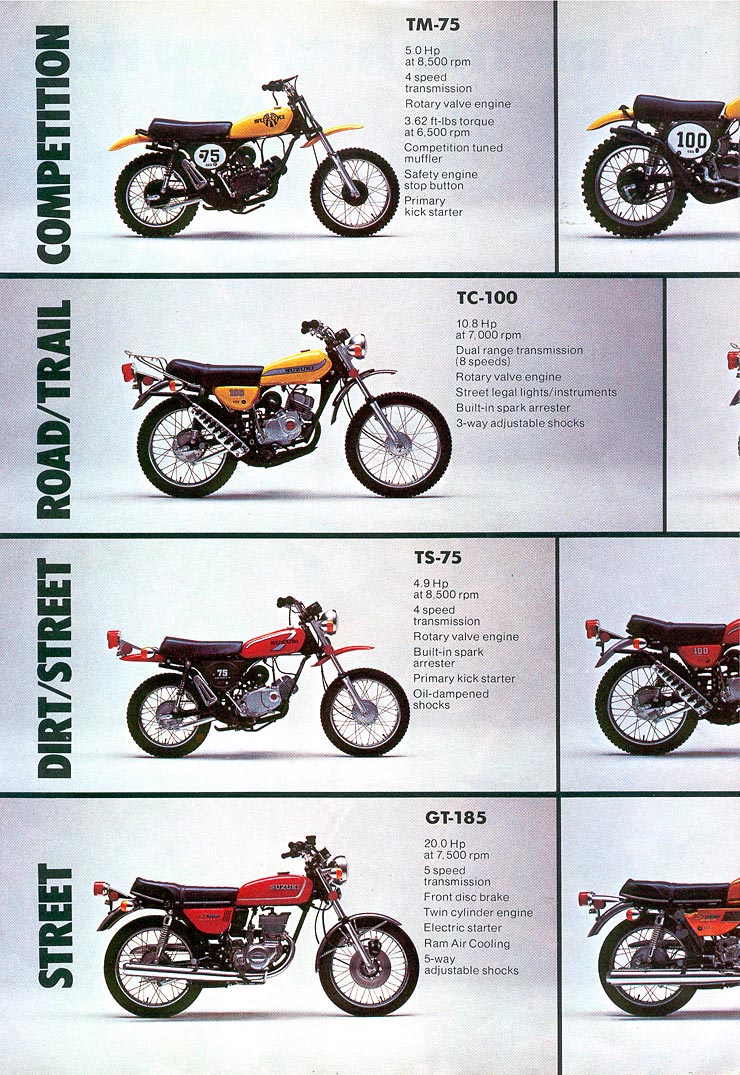 COMPETITION
TM-75
5.0 Hp
at 8,500 rpm
4 speed
transmission
Rotary valve engine
3.62 ft-lbs torque
at 6,500 rpm
Competition tuned
muffler
Safety engine
stop button
Primary
kick starter
SUZUKI
75
100
ROAD/TRAIL
TC-100
10.8 Hp
at 7,000 rpm
Dual range transmission
(8 speeds)
Rotary valve engine
Street legal lights/instruments
Built-in spark arrester
3-way adjustable shocks
SUZUKI
100
DIRT/STREET
TS-75
4.9 Hp
at 8,500 rpm
4 speed
transmission
Rotary valve engine
Built-in spark
arrester
Primary kick starter
Oil-dampened
shocks
SUZUKI
75
100
STREET
GT-185
20.0 Hp
at 7,500 rpm
5 speed
transmission
Front disc brake
Twin cylinder engine
Electric starter
Ram Air Cooling
5-way
adjustable shocks
SUZUKI